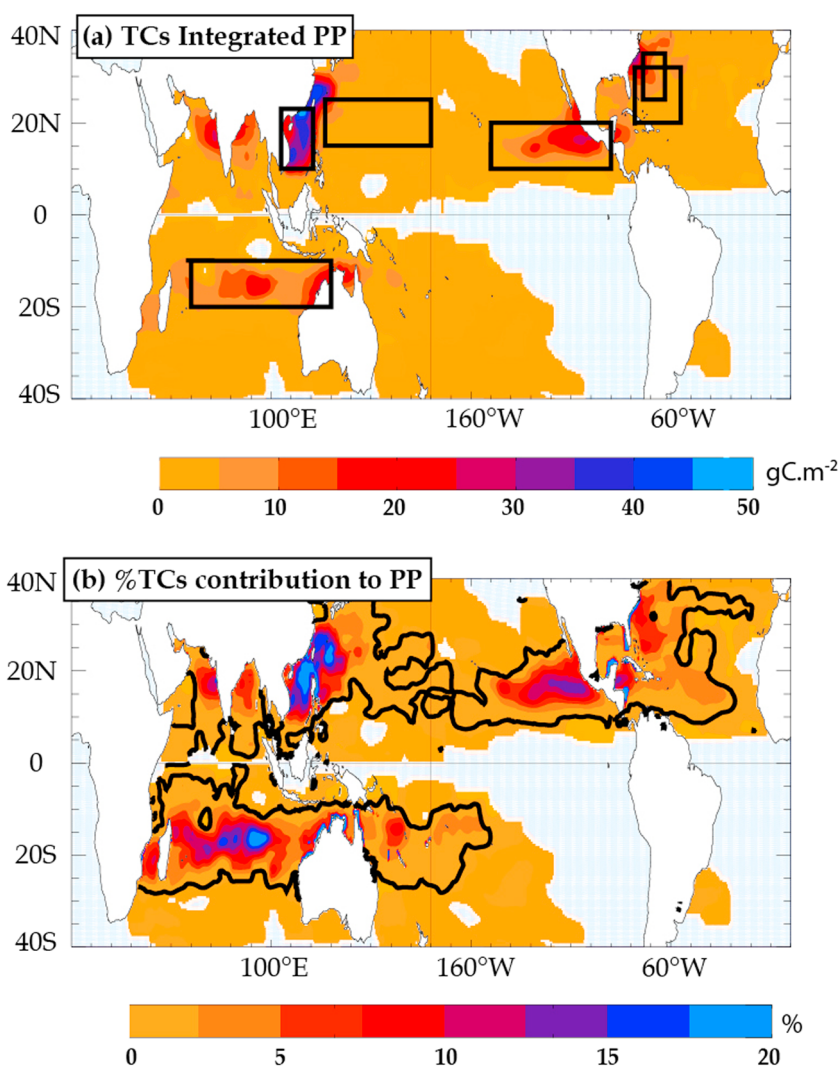 (a) TCs Integrated PP
40N
20N
0
20S
40S
100°E 160°W 60°W
0 10 20 30 40 50 gC.m-2
(b) %TCs contribution to PP
40N
20N
0
20S
40S
100°E 160°W 60°W
0 5 10 15 20 %